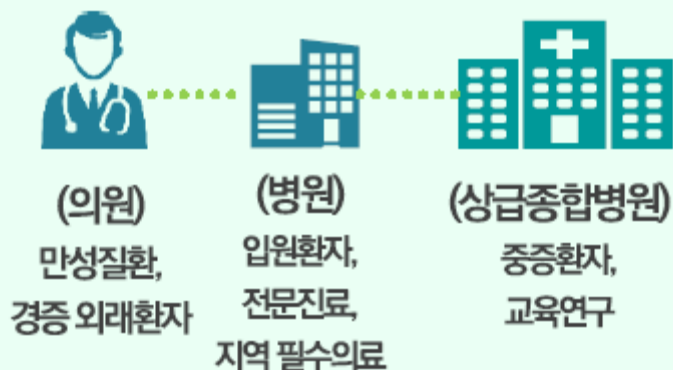 (의원)
만성질환,
경증 외래환자
(병원)
입원환자,
전문진료,
지역 필수의료
(상급종합병원)
중증환자,
교육연구